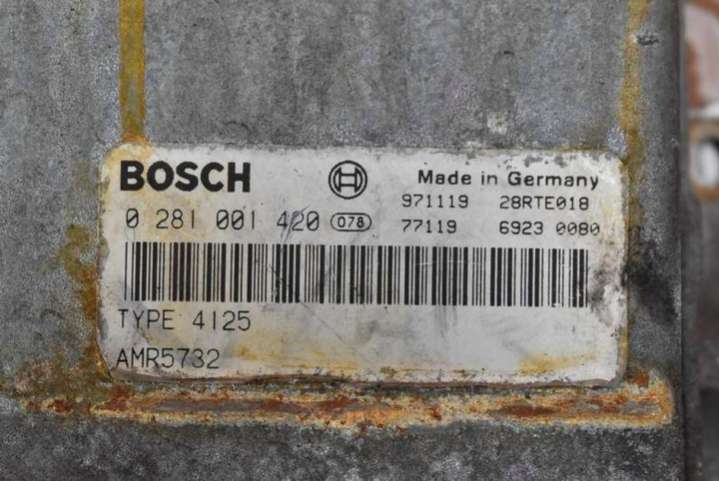 BOSCH Made in Germany
971119 28RTE018
0 281 001 420 078 77119 6923 0080
TYPE 4125
AMR5732